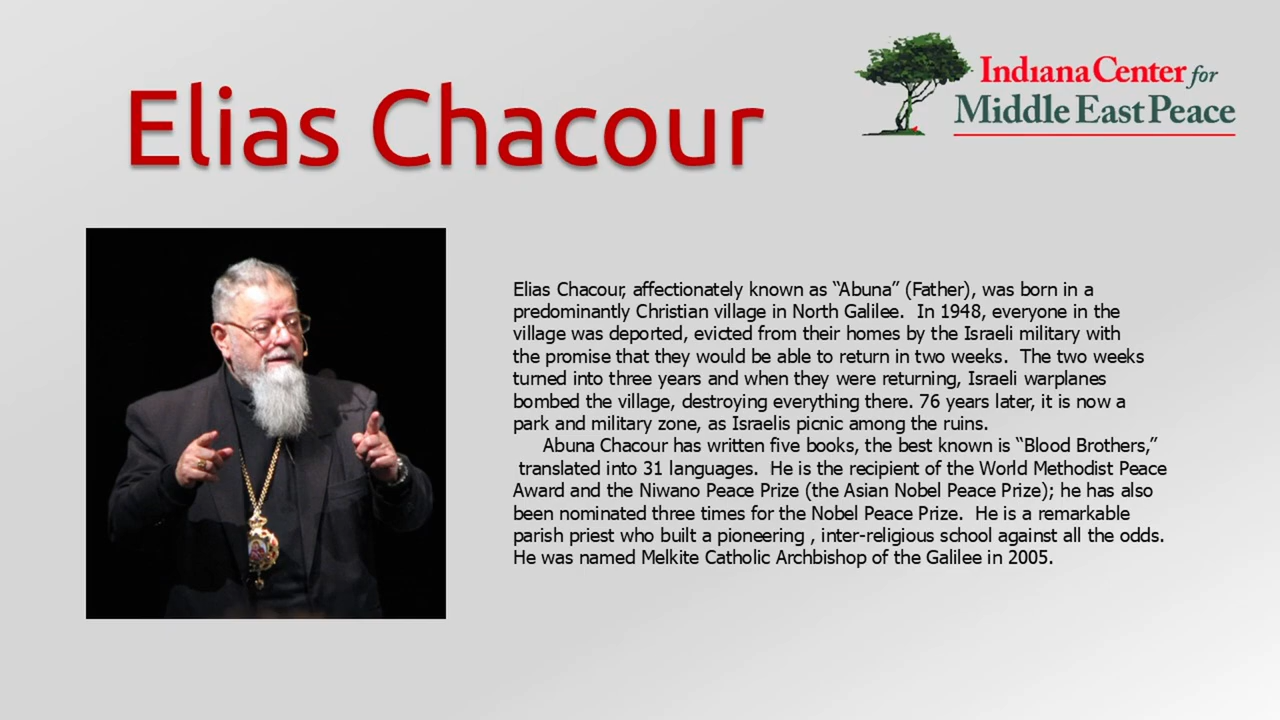 Elias Chacour
Indiana Center for
Middle East Peace
Elias Chacour, affectionately known as “Abuna” (Father), was born in a
predominantly Christian village in North Galilee.  In 1948, everyone in the
village was deported, evicted from their homes by the Israeli military with
the promise that they would be able to return in two weeks.  The two weeks
turned into three years and when they were returning, Israeli warplanes
bombed the village, destroying everything there. 76 years later, it is now a
park and military zone, as Israelis picnic among the ruins.
Abuna Chacour has written five books, the best known is “Blood Brothers,”
translated into 31 languages.  He is the recipient of the World Methodist Peace
Award and the Niwano Peace Prize (the Asian Nobel Peace Prize); he has also
been nominated three times for the Nobel Peace Prize.  He is a remarkable
parish priest who built a pioneering , inter-religious school against all the odds.
He was named Melkite Catholic Archbishop of the Galilee in 2005.